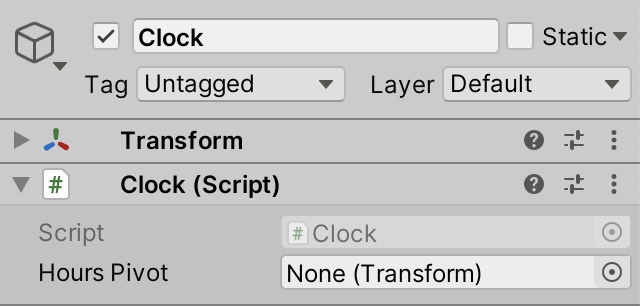 Clock Static
Tag Untagged Layer Default
Transform
# Clock (Script)
Script # Clock
Hours Pivot None (Transform)